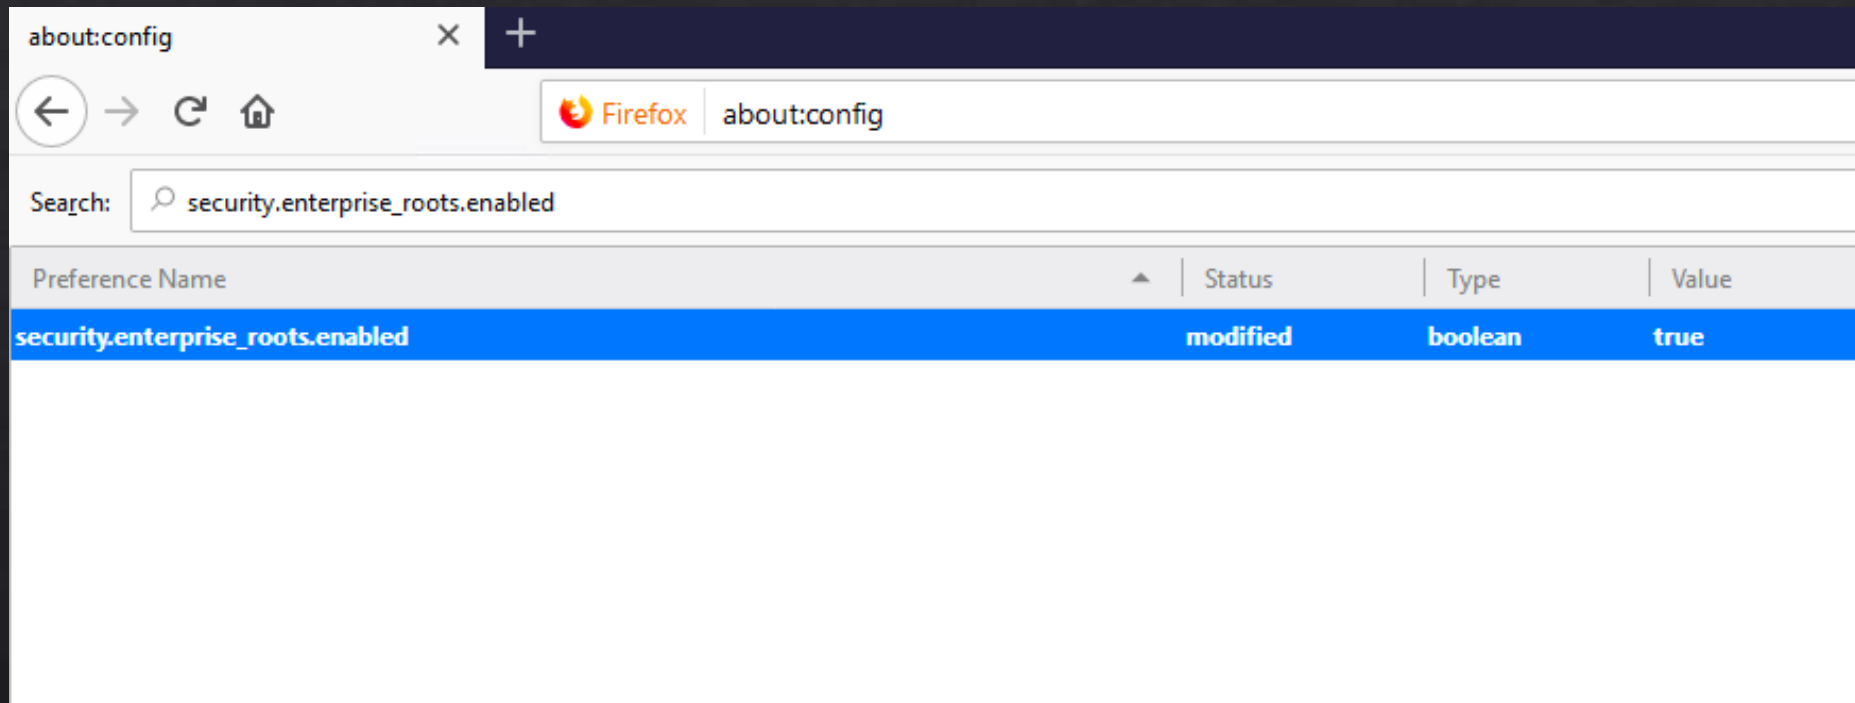 about:config
Firefox about:config
Search: security.enterprise_roots.enabled
Preference Name Status Type Value
security.enterprise_roots.enabled modified boolean true